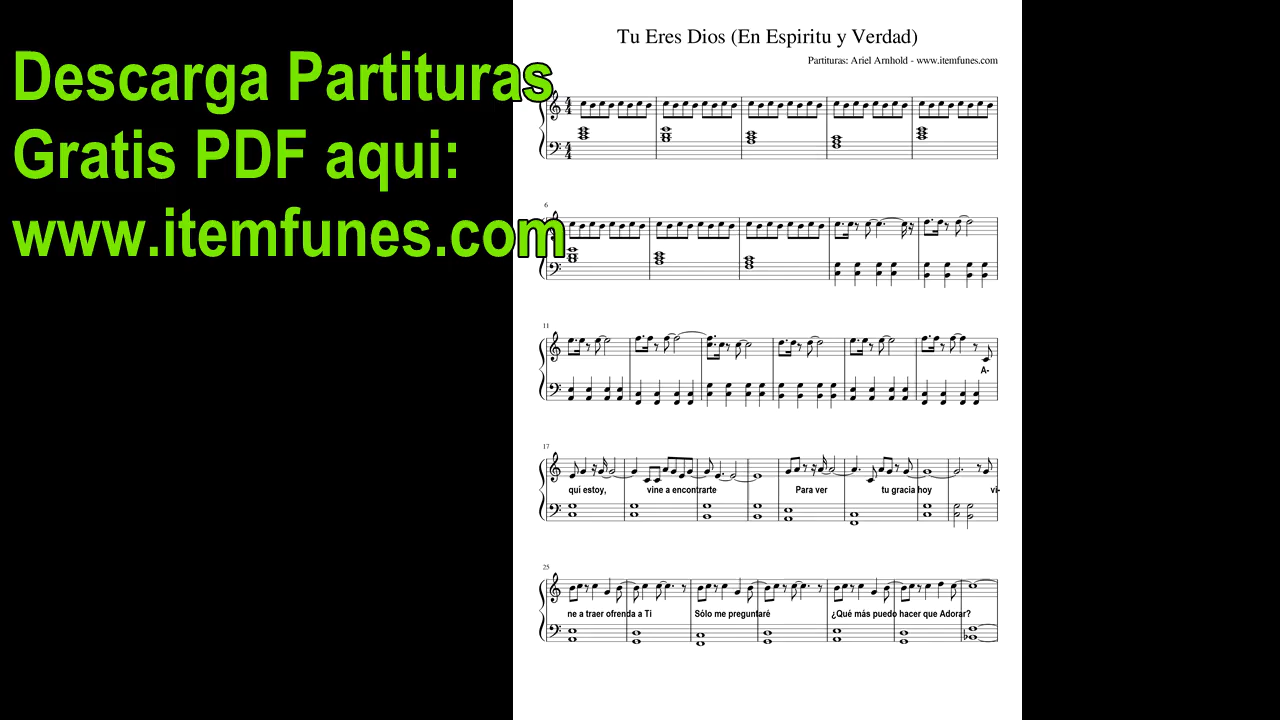 Descarga Partituras
Gratis PDF aqui:
www.itemfunes.com
Tu Eres Dios (En Espiritu y Verdad)
Partituras: Ariel Arnhold - www.itemfunes.com
6
11
A-
17
qui estoy, vine a encontrarte Para ver tu gracia hoy vi-
25
ne a traer ofrenda a Ti Sólo me preguntaré ¿Qué más puedo hacer que Adorar?